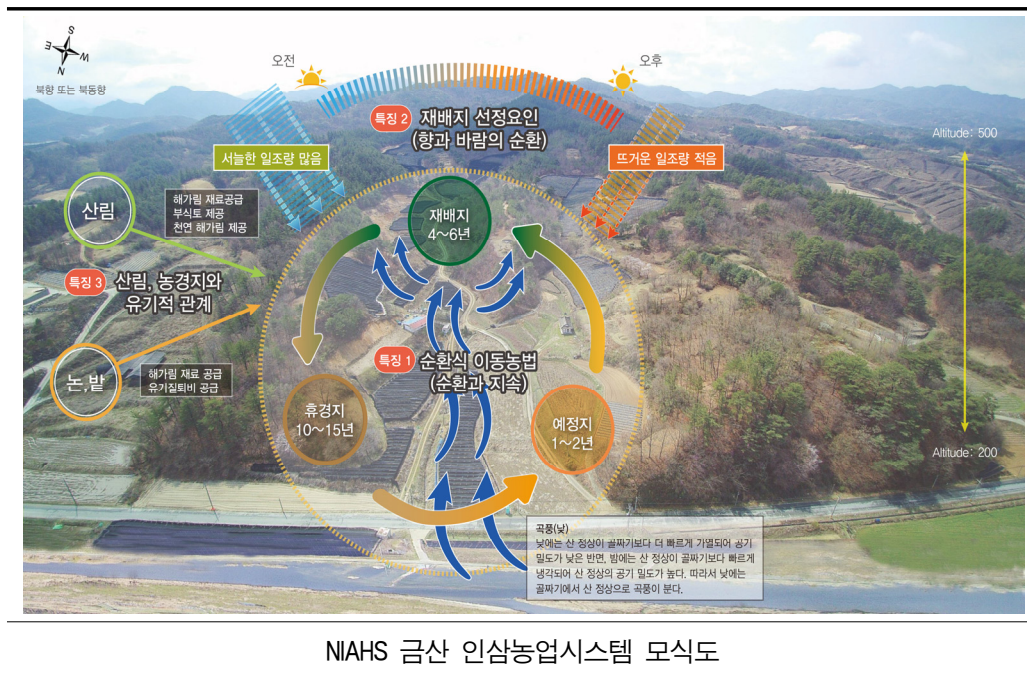 S
E
W
N
북향 또는 북동향
오전
오후
특징 2 재배지 선정요인
(향과 바람의 순환)
서늘한 일조량 많음
뜨거운 일조량 적음
Altitude: 500
산림
해가림 재료공급
부식토 제공
천연 해가림 제공
재배지
4~6년
특징 3 산림, 농경지와
유기적 관계
특징 1 순환식 이동농법
(순환과 지속)
논,밭
해가림 재료 공급
유기질퇴비 공급
휴경지
10~15년
예정지
1~2년
Altitude: 200
곡풍(낮)
낮에는 산 정상이 골짜기보다 더 빠르게 가열되어 공기
밀도가 낮은 반면, 밤에는 산 정상이 골짜기보다 빠르게
냉각되어 산 정상의 공기 밀도가 높다. 따라서 낮에는
골짜기에서 산 정상으로 곡풍이 분다.
NIAHS 금산 인삼농업시스템 모식도